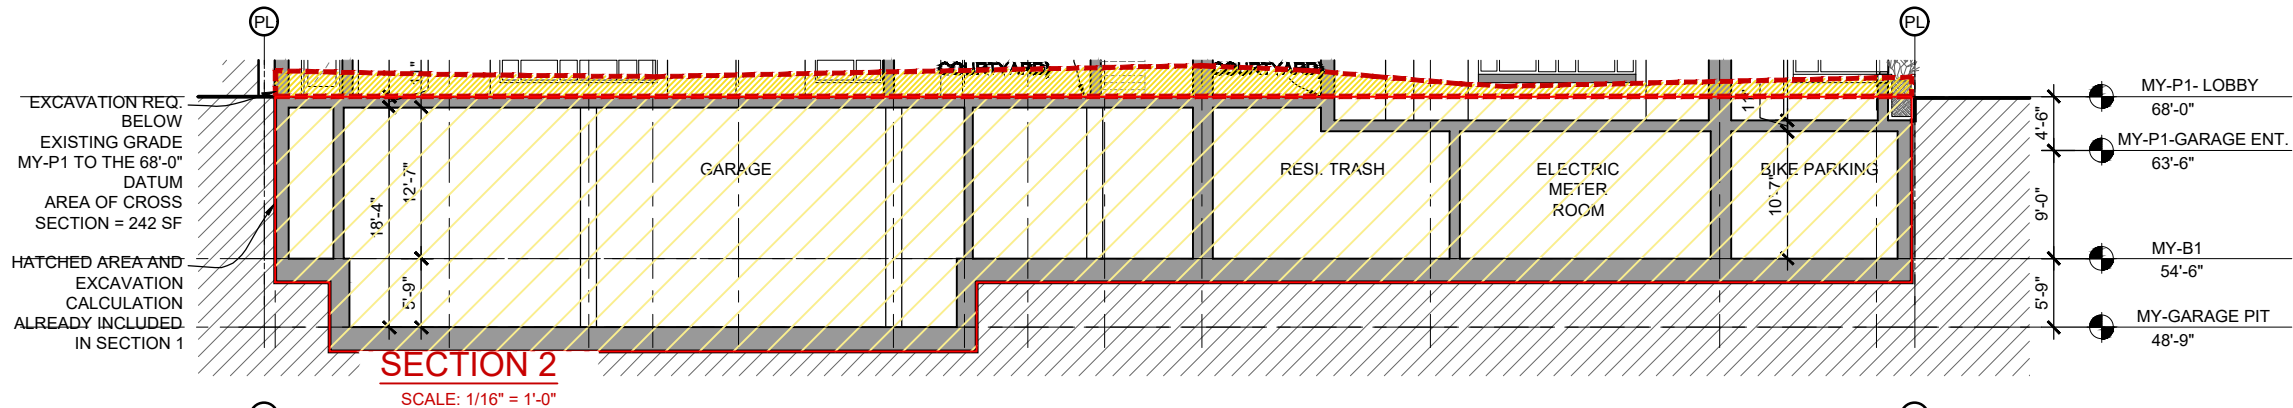 PL
PL
COURTYARD
COURTYARD
EXCAVATION REQ.
BELOW
EXISTING GRADE
MY-P1 TO THE 68'-0"
DATUM
AREA OF CROSS
SECTION = 242 SF
HATCHED AREA AND
EXCAVATION
CALCULATION
ALREADY INCLUDED
IN SECTION 1
18'-4"
12'-7"
5'-9"
GARAGE
RESI. TRASH
ELECTRIC
METER
ROOM
BIKE PARKING
10'-7"
4'-6"
9'-0"
5'-9"
MY-P1- LOBBY
68'-0"
MY-P1-GARAGE ENT.
63'-6"
MY-B1
54'-6"
MY-GARAGE PIT
48'-9"
SECTION 2
SCALE: 1/16" = 1'-0"